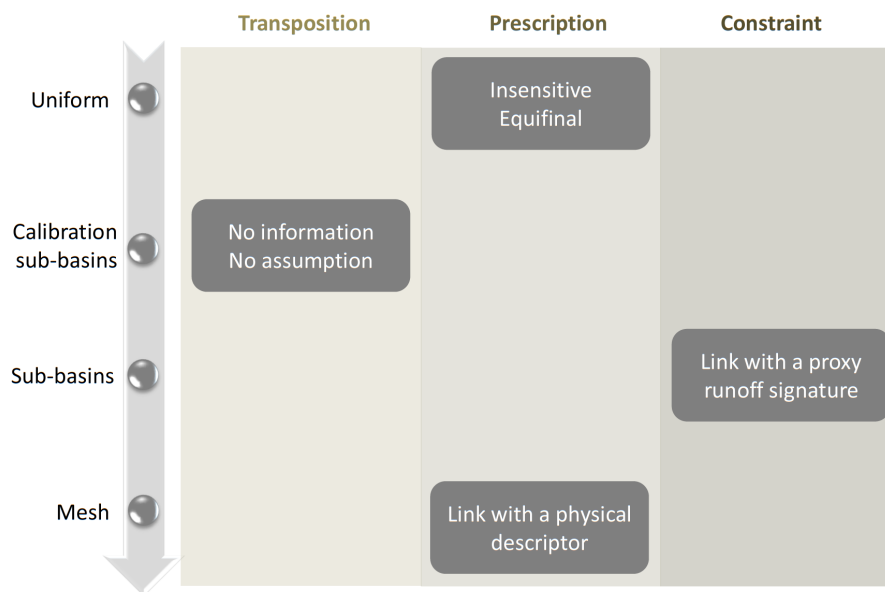 Transposition
Prescription
Constraint
Uniform
Insensitive
Equifinal
Calibration
sub-basins
No information
No assumption
Sub-basins
Link with a proxy
runoff signature
Mesh
Link with a physical
descriptor